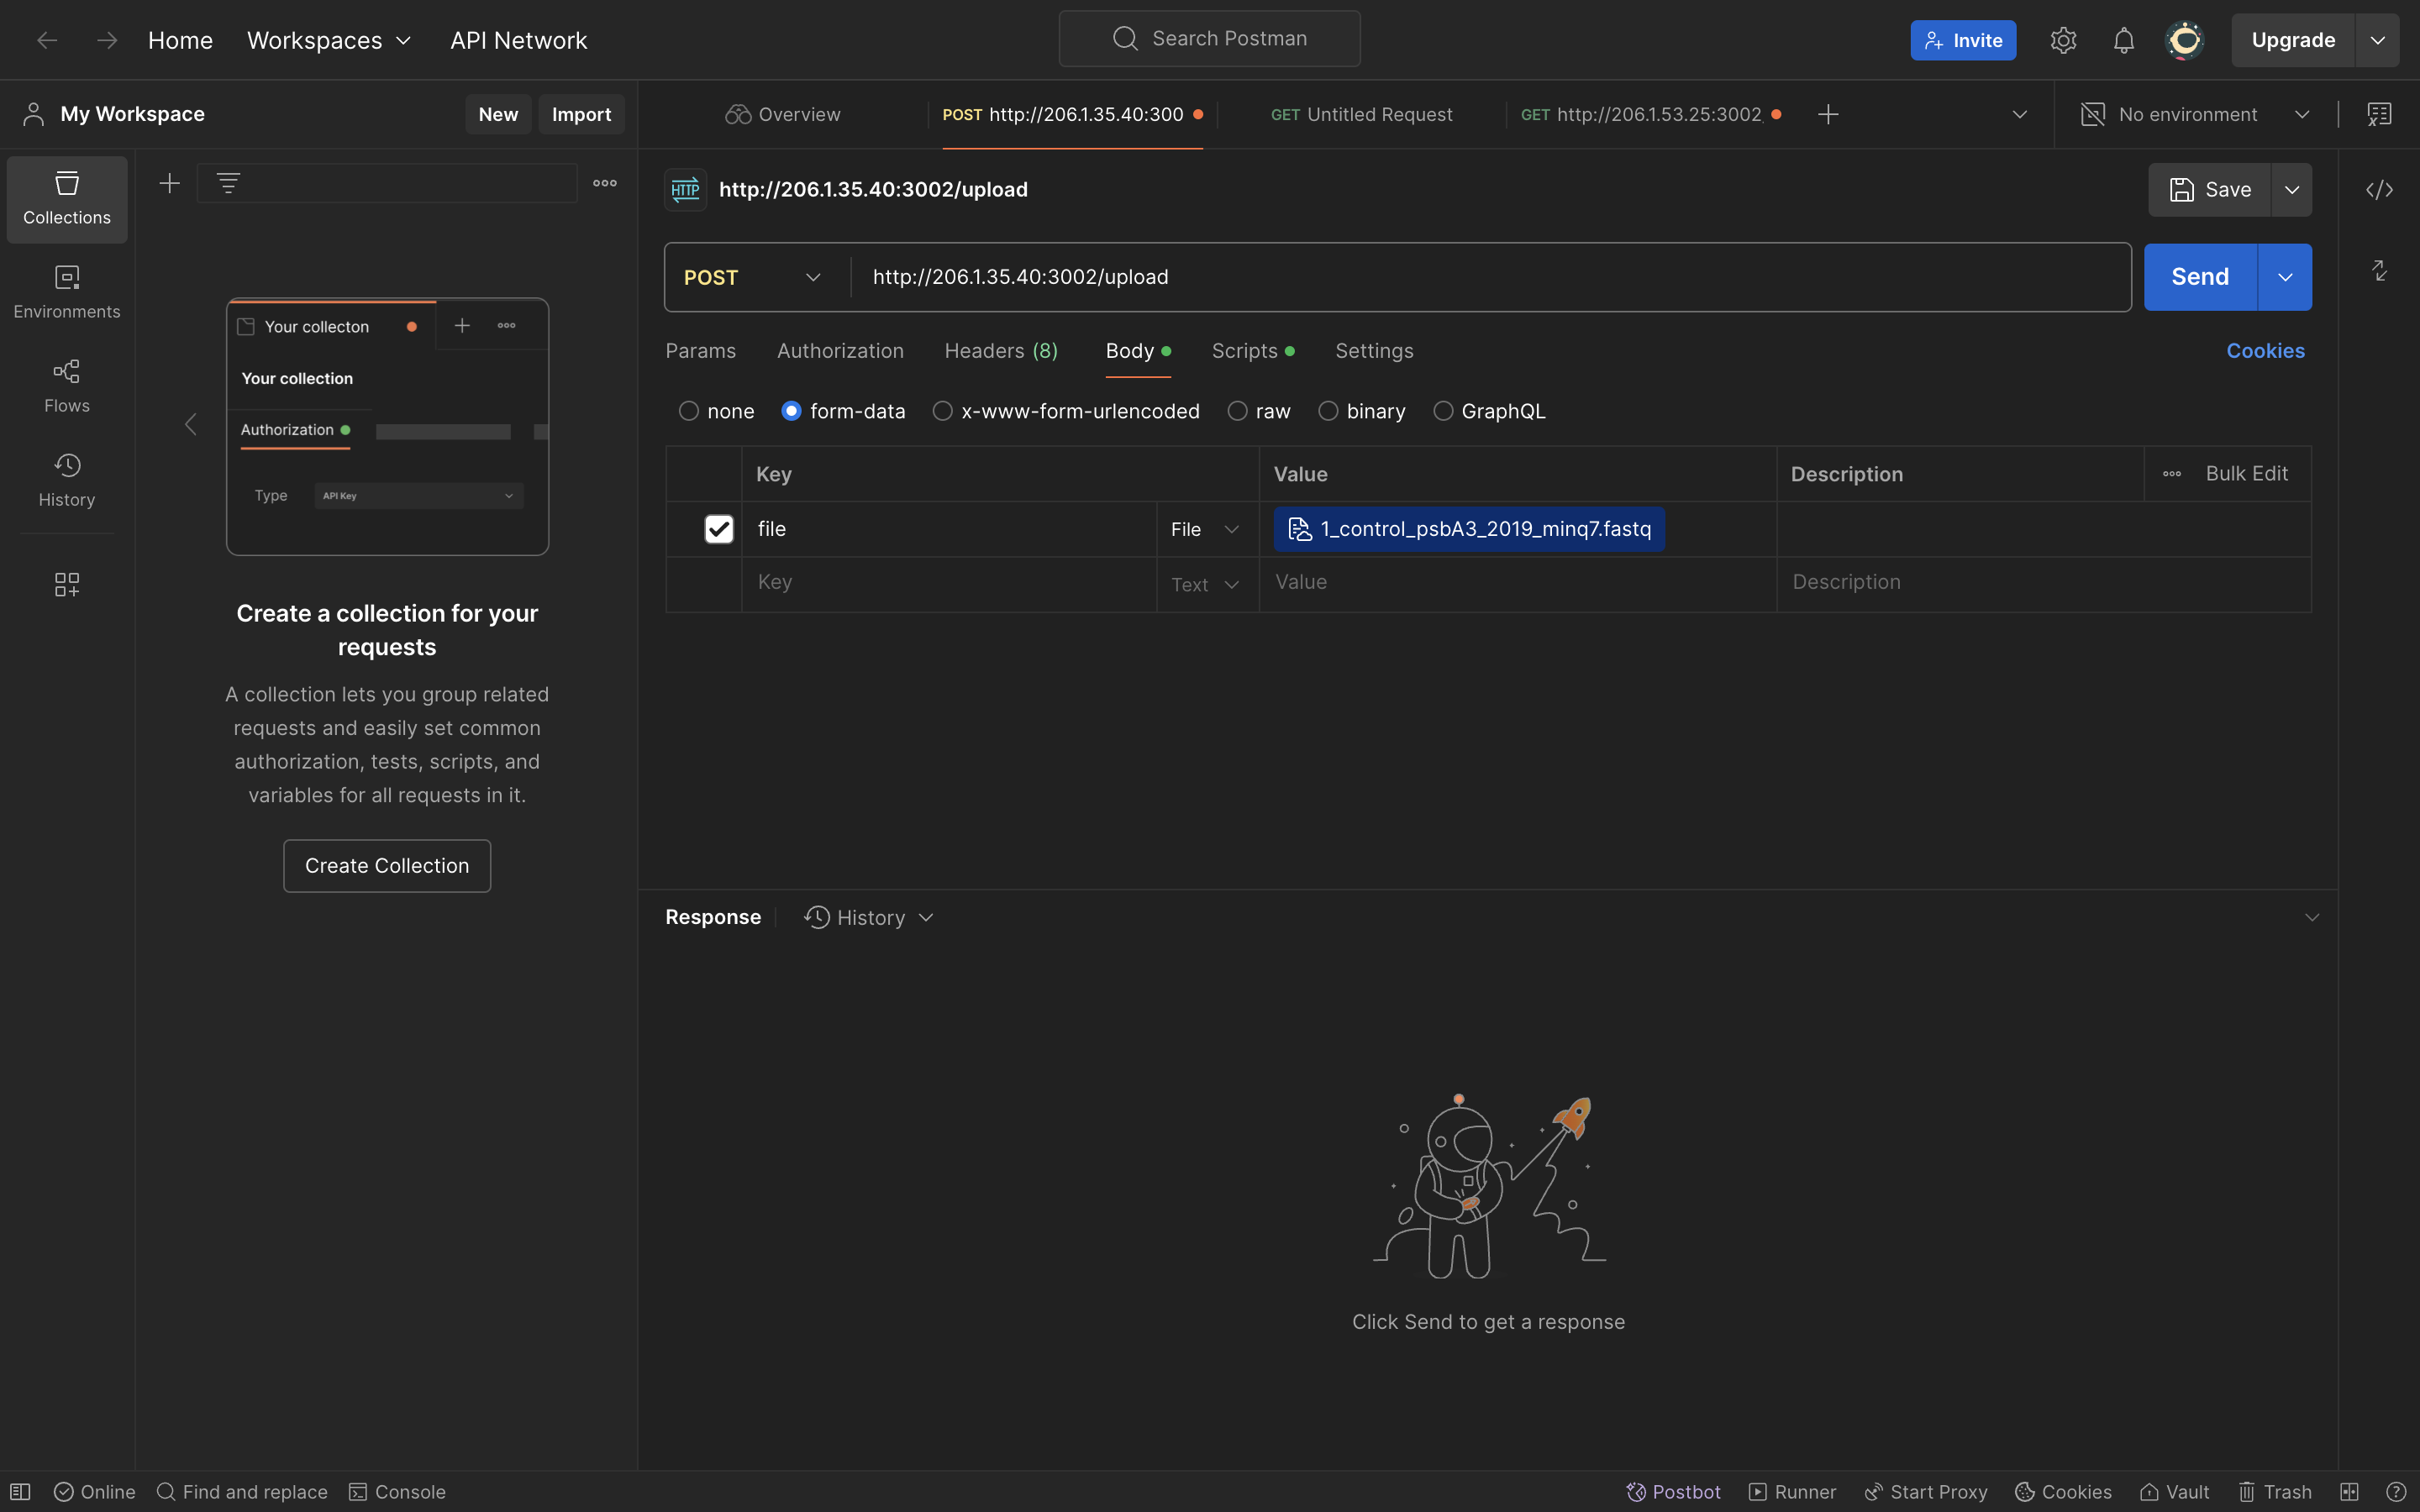 Home Workspaces API Network
Search Postman
Invite
Upgrade
My Workspace
New Import
Overview
POST http://206.1.35.40:300
GET Untitled Request
GET http://206.1.53.25:3002
No environment
Collections
Environments
Flows
History
Your collecton
Your collection
Authorization
Type API Key
Create a collection for your
requests
A collection lets you group related
requests and easily set common
authorization, tests, scripts, and
variables for all requests in it.
Create Collection
HTTP http://206.1.35.40:3002/upload
Save
POST http://206.1.35.40:3002/upload
Send
Params Authorization Headers (8) Body Scripts Settings
Cookies
none form-data x-www-form-urlencoded raw binary GraphQL
Key Value Description Bulk Edit
file File 1_control_psbA3_2019_minq7.fastq
Key Text Value Description
Response History
Click Send to get a response
Online Find and replace Console
Postbot Runner Start Proxy Cookies Vault Trash